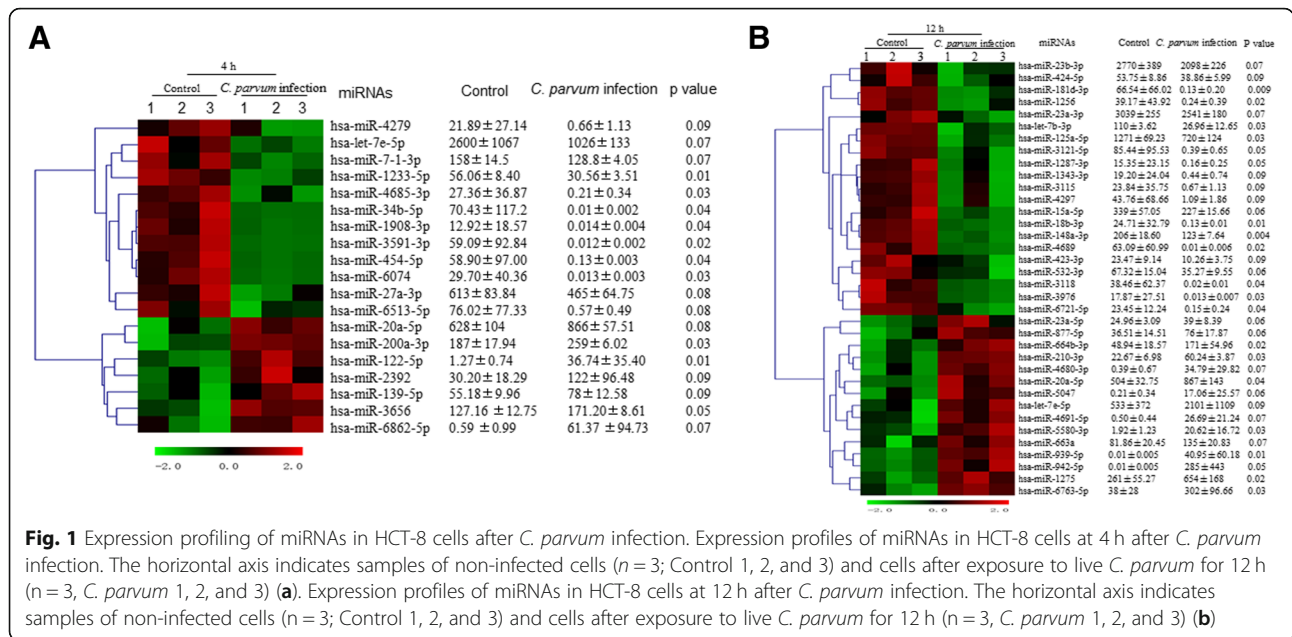 A
4 h
Control C. parvum infection miRNAs Control C. parvum infection p value
1 2 3 1 2 3
hsa-miR-4279 21.89±27.14 0.66±1.13 0.09
hsa-let-7e-5p 2600±1067 1026±133 0.07
hsa-miR-7-1-3p 158±14.5 128.8±4.05 0.07
hsa-miR-1233-5p 56.06±8.40 30.56±3.51 0.01
hsa-miR-4685-3p 27.36±36.87 0.21±0.34 0.03
hsa-miR-34b-5p 70.43±117.2 0.01±0.002 0.04
hsa-miR-1908-3p 12.92±18.57 0.014±0.004 0.04
hsa-miR-3591-3p 59.09±92.84 0.012±0.002 0.02
hsa-miR-454-5p 58.90±97.00 0.13±0.003 0.04
hsa-miR-6074 29.70±40.36 0.013±0.003 0.03
hsa-miR-27a-3p 613±83.84 465±64.75 0.08
hsa-miR-6513-5p 76.02±77.33 0.57±0.49 0.08
hsa-miR-20a-5p 628±104 866±57.51 0.08
hsa-miR-200a-3p 187±17.94 259±6.02 0.03
hsa-miR-122-5p 1.27±0.74 36.74±35.40 0.01
hsa-miR-2392 30.20±18.29 122±96.48 0.09
hsa-miR-139-5p 55.18±9.96 78±12.58 0.09
hsa-miR-3656 127.16±12.75 171.20±8.61 0.05
hsa-miR-6862-5p 0.59±0.99 61.37±94.73 0.07
-2.0 0.0 2.0
B
12 h
Control C. parvum infection miRNAs Control C. parvum infection P value
1 2 3 1 2 3
hsa-miR-23b-3p 2770±389 2098±226 0.07
hsa-miR-424-5p 53.75±8.86 38.86±5.99 0.09
hsa-miR-181d-3p 66.54±66.02 0.13±0.20 0.009
hsa-miR-1256 39.17±43.92 0.24±0.39 0.02
hsa-miR-23a-3p 3039±255 2541±180 0.07
hsa-let-7b-3p 110±3.62 26.96±12.65 0.03
hsa-miR-125a-5p 1271±69.23 720±124 0.03
hsa-miR-3121-5p 85.44±95.53 0.39±0.65 0.05
hsa-miR-1287-3p 15.35±23.15 0.16±0.25 0.05
hsa-miR-1343-3p 19.20±24.04 0.44±0.74 0.09
hsa-miR-3115 23.84±35.75 0.67±1.13 0.09
hsa-miR-4297 43.76±68.66 1.09±1.86 0.09
hsa-miR-15a-5p 339±57.05 227±15.66 0.06
hsa-miR-18b-3p 24.71±32.79 0.13±0.01 0.01
hsa-miR-148a-3p 206±18.60 123±7.64 0.004
hsa-miR-4689 63.09±60.99 0.01±0.006 0.02
hsa-miR-423-3p 23.47±9.14 10.26±3.75 0.09
hsa-miR-532-3p 67.32±15.04 35.27±9.55 0.06
hsa-miR-3118 38.46±62.37 0.02±0.01 0.04
hsa-miR-3976 17.87±27.51 0.013±0.007 0.03
hsa-miR-6721-5p 23.45±12.24 0.15±0.24 0.04
hsa-miR-23a-5p 24.96±3.09 39±8.39 0.06
hsa-miR-877-5p 36.51±14.51 76±17.87 0.06
hsa-miR-664b-3p 48.94±18.57 171±54.96 0.02
hsa-miR-210-3p 22.67±6.98 60.24±3.87 0.03
hsa-miR-4680-3p 0.39±0.67 34.79±29.82 0.07
hsa-miR-20a-5p 504±32.75 867±143 0.04
hsa-miR-5047 0.21±0.34 17.06±25.57 0.06
hsa-let-7e-5p 533±372 2101±1109 0.09
hsa-miR-4691-5p 0.50±0.44 26.69±21.24 0.07
hsa-miR-5580-3p 1.92±1.23 20.62±16.72 0.03
hsa-miR-663a 81.86±20.45 135±20.83 0.07
hsa-miR-939-5p 0.01±0.005 40.95±60.18 0.01
hsa-miR-942-5p 0.01±0.005 285±443 0.05
hsa-miR-1275 261±55.27 654±168 0.02
hsa-miR-6763-5p 38±28 302±96.66 0.03
-2.0 0.0 2.0
Fig. 1 Expression profiling of miRNAs in HCT-8 cells after C. parvum infection. Expression profiles of miRNAs in HCT-8 cells at 4 h after C. parvum
infection. The horizontal axis indicates samples of non-infected cells (n = 3; Control 1, 2, and 3) and cells after exposure to live C. parvum for 12 h
(n = 3, C. parvum 1, 2, and 3) (a). Expression profiles of miRNAs in HCT-8 cells at 12 h after C. parvum infection. The horizontal axis indicates
samples of non-infected cells (n = 3; Control 1, 2, and 3) and cells after exposure to live C. parvum for 12 h (n = 3, C. parvum 1, 2, and 3) (b)